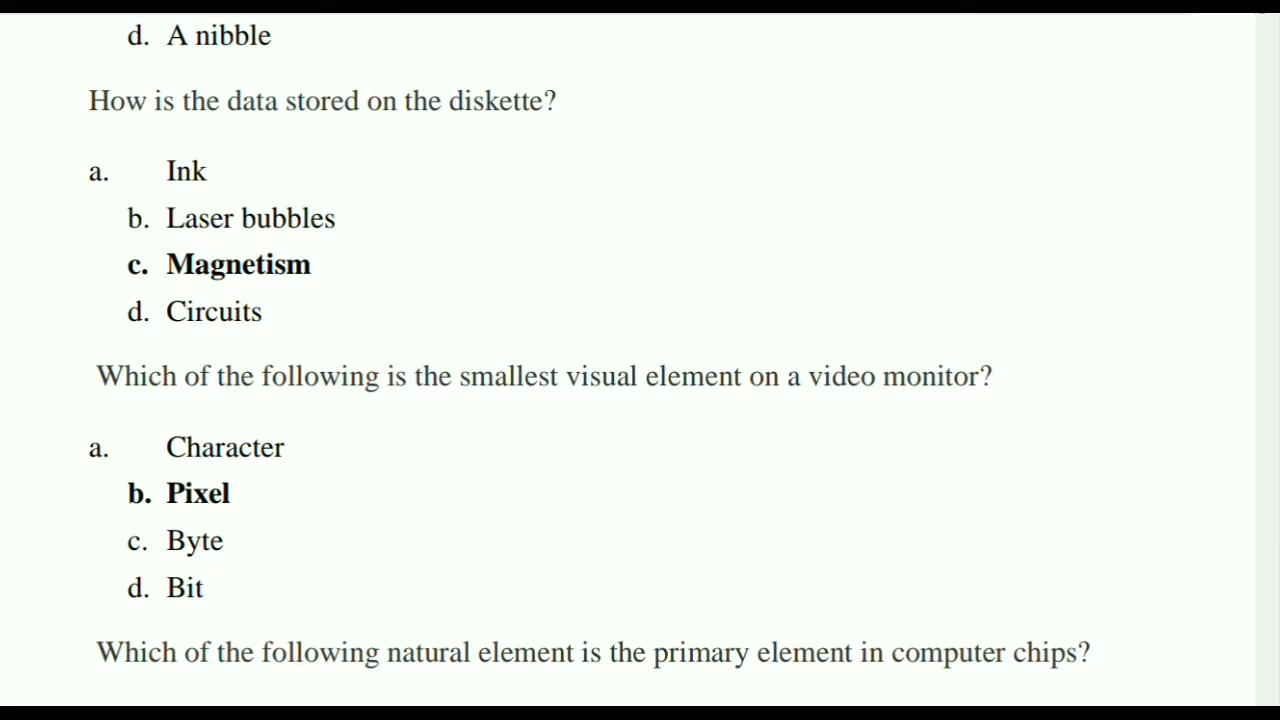 d. A nibble
How is the data stored on the diskette?
a. Ink
b. Laser bubbles
c. Magnetism
d. Circuits
Which of the following is the smallest visual element on a video monitor?
a. Character
b. Pixel
c. Byte
d. Bit
Which of the following natural element is the primary element in computer chips?